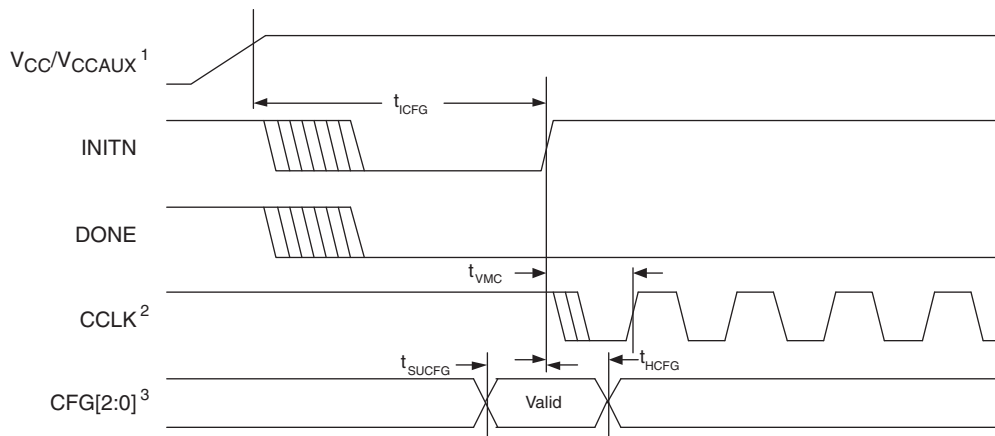 VCC/VCCAUX 1
tICFG
INITN
DONE
tVMC
CCLK 2
tSUCFG
tHCFG
CFG[2:0] 3
Valid